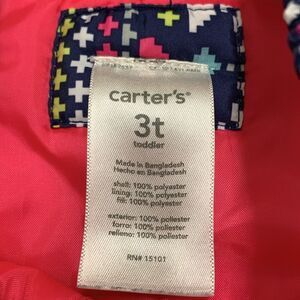 carter's®
3t
toddler
Made in Bangladesh
Hecho en Bangladesh
shell: 100% polyester
lining: 100% polyester
fill: 100% polyester
exterior: 100% poliester
forro: 100% poliester
relleno: 100% poliester
RN# 15101